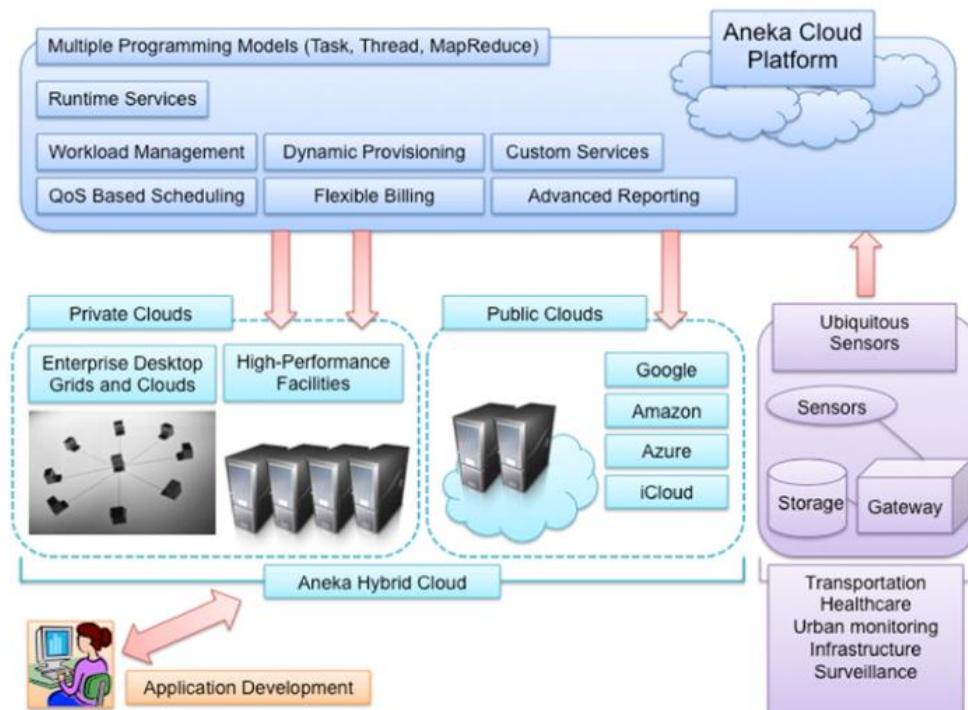 Multiple Programming Models (Task, Thread, MapReduce)
Aneka Cloud
Platform
Runtime Services
Workload Management
Dynamic Provisioning
Custom Services
QoS Based Scheduling
Flexible Billing
Advanced Reporting
Private Clouds
Enterprise Desktop
Grids and Clouds
High-Performance
Facilities
Public Clouds
Google
Amazon
Azure
iCloud
Ubiquitous
Sensors
Sensors
Storage
Gateway
Aneka Hybrid Cloud
Transportation
Healthcare
Urban monitoring
Infrastructure
Surveillance
Application Development